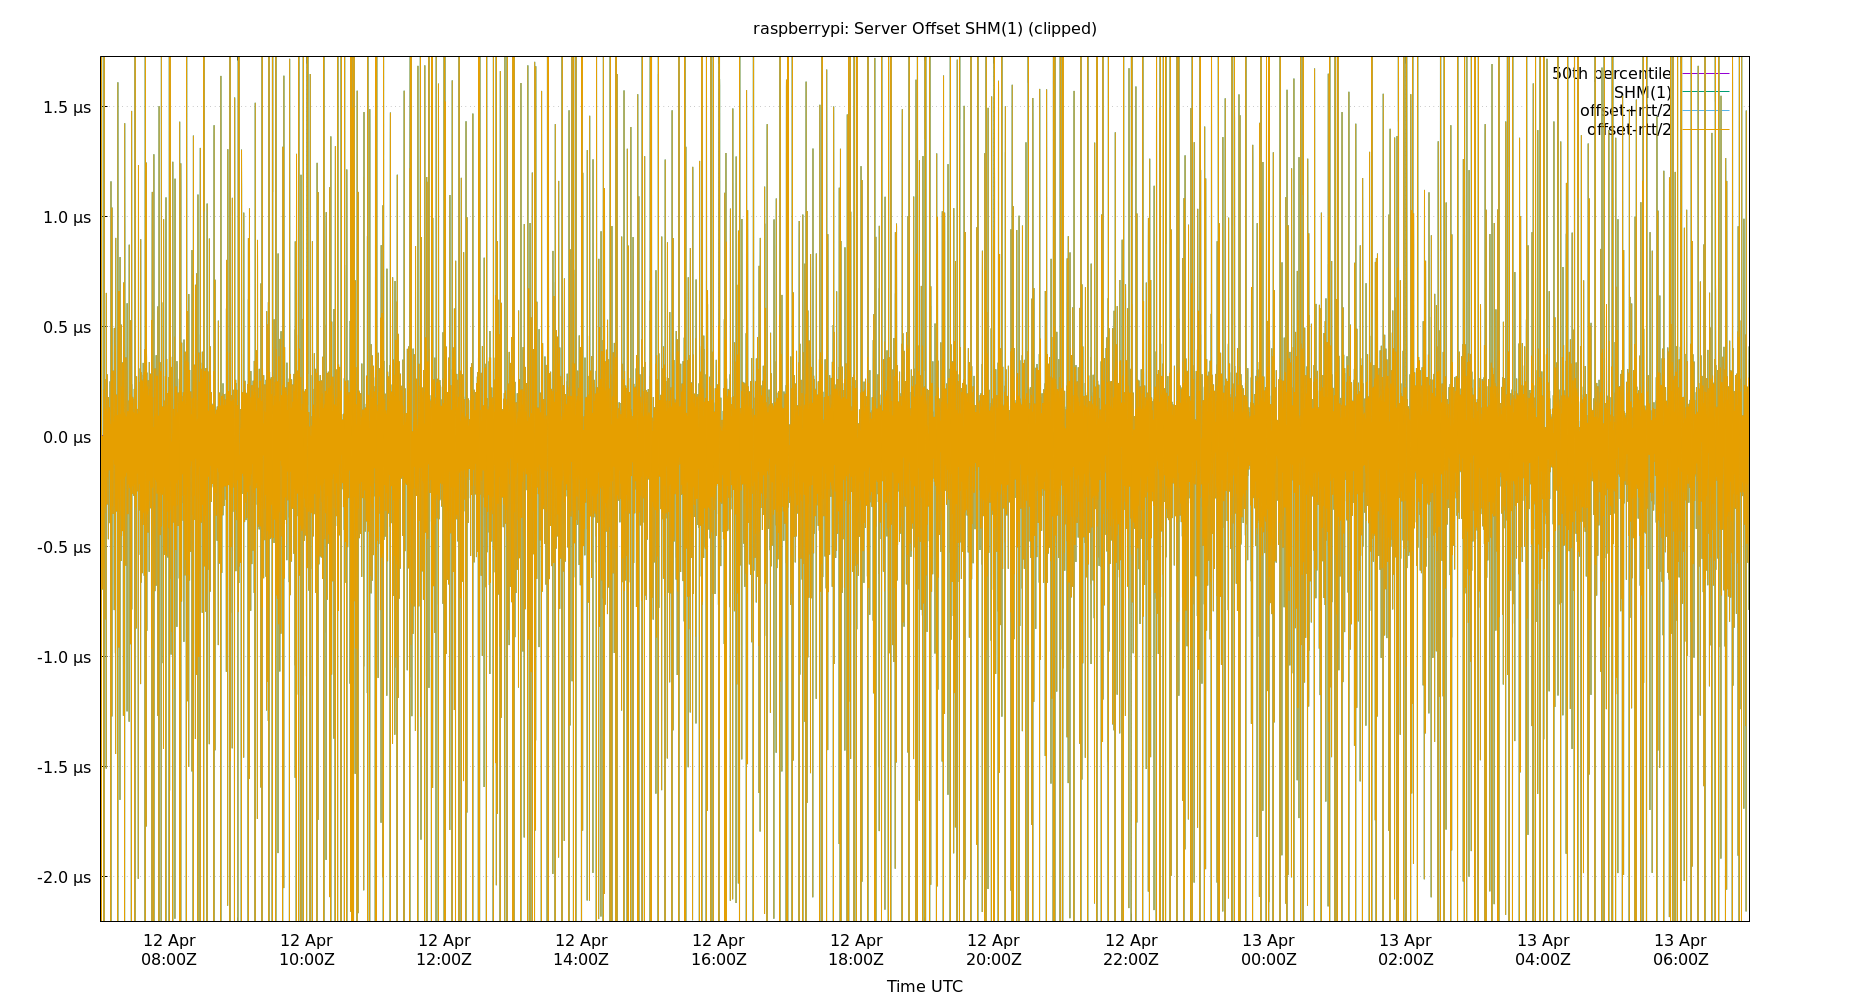 raspberrypi: Server Offset SHM(1) (clipped)
50th percentile
SHM(1)
offset+rtt/2
offset-rtt/2
1.5 µs
1.0 µs
0.5 µs
0.0 µs
-0.5 µs
-1.0 µs
-1.5 µs
-2.0 µs
12 Apr 12 Apr 12 Apr 12 Apr 12 Apr 12 Apr 12 Apr 12 Apr 13 Apr 13 Apr 13 Apr 13 Apr
08:00Z 10:00Z 12:00Z 14:00Z 16:00Z 18:00Z 20:00Z 22:00Z 00:00Z 02:00Z 04:00Z 06:00Z
Time UTC